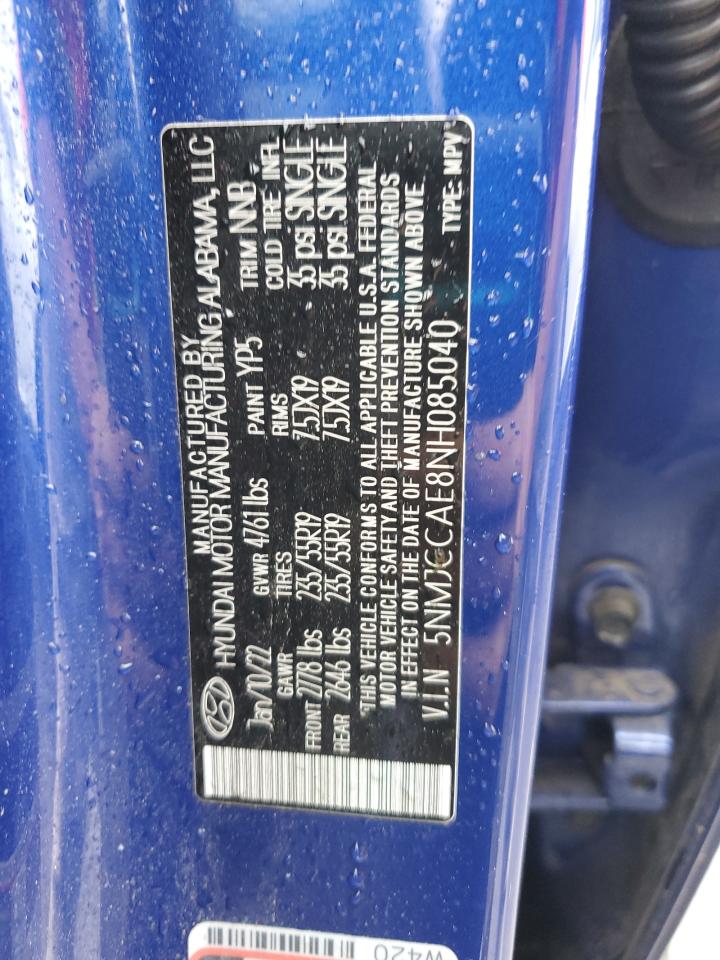 MANUFACTURED BY
HYUNDAI MOTOR MANUFACTURING ALABAMA, LLC
Jan/10/22 GVWR 4761 lbs PAINT YP5 TRIM NNB
GAWR TIRES RIMS COLD TIRE INFL
FRONT 2778 lbs 235/55R19 7.5JX19 35 psi SINGLE
REAR 2646 lbs 235/55R19 7.5JX19 35 psi SINGLE
"THIS VEHICLE CONFORMS TO ALL APPLICABLE U.S.A. FEDERAL
MOTOR VEHICLE SAFETY AND THEFT PREVENTION STANDARDS
IN EFFECT ON THE DATE OF MANUFACTURE SHOWN ABOVE
V.I.N 5NMJCCAE8NH085040 TYPE: MPV"
W420